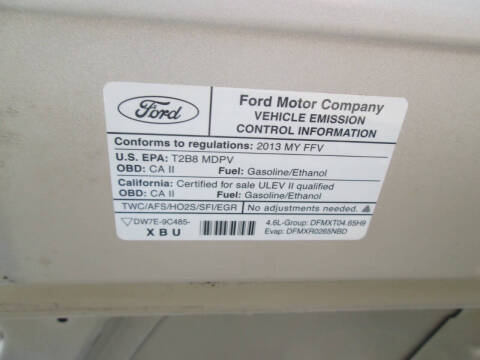 Ford
Ford Motor Company
VEHICLE EMISSION
CONTROL INFORMATION
Conforms to regulations: 2013 MY FFV
U.S. EPA: T2B8 MDPV
OBD: CA II Fuel: Gasoline/Ethanol
California: Certified for sale ULEV II qualified
OBD: CA II Fuel: Gasoline/Ethanol
TWC/AFS/HO2S/SFI/EGR No adjustments needed.
DW7E-9C485-
XBU
4.6L-Group: DFMXT04.65H9
Evap: DFMXR0265NBD